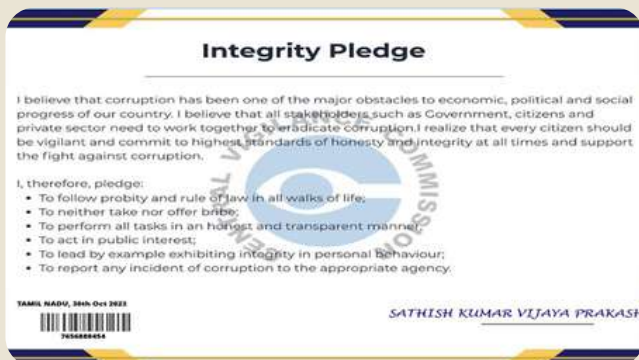 Integrity Pledge
I believe that corruption has been one of the major obstacles to economic, political and social
progress of our country. I believe that all stakeholders such as Government, citizens and
private sector need to work together to eradicate corruption.I realize that every citizen should
be vigilant and commit to highest standards of honesty and integrity at all times and support
the fight against corruption.
I, therefore, pledge:
• To follow probity and rule of law in all walks of life;
• To neither take nor offer bribe;
• To perform all tasks in an honest and transparent manner;
• To act in public interest;
• To lead by example exhibiting integrity in personal behaviour;
• To report any incident of corruption to the appropriate agency.
CENTRAL VIGILANCE COMMISSION
TAMIL NADU, 30th Oct 2023
7656888454
SATHISH KUMAR VIJAYA PRAKASH